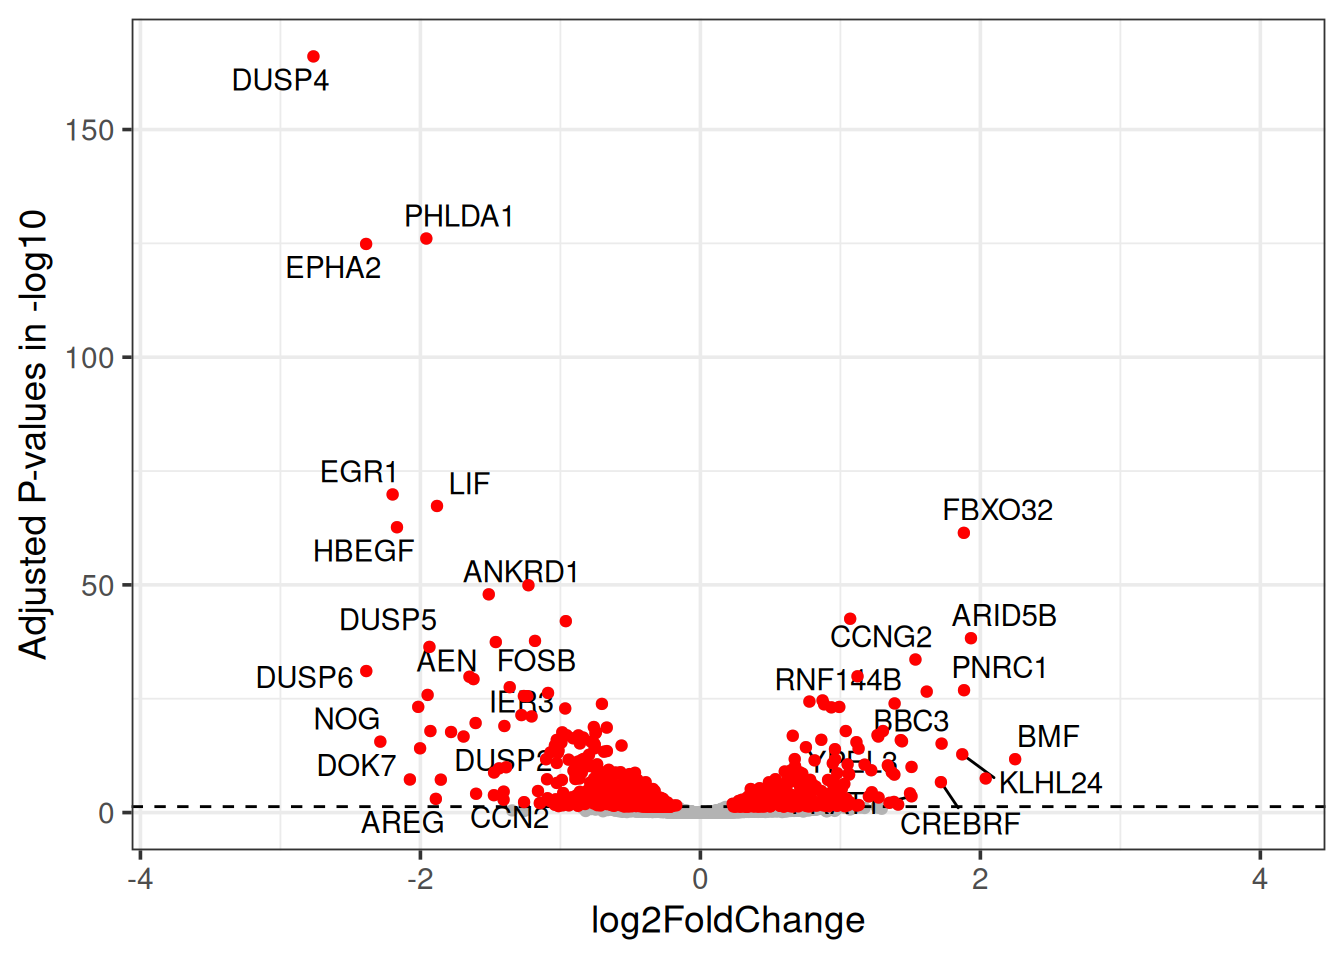 DUSP4
150
PHLDA1
EPHA2
100
EGR1
LIF
FBXO32
HBEGF
ANKRD1
50
DUSP5
ARID5B
CCNG2
AEN
FOSB
PNRC1
DUSP6
RNF144B
IER3
NOG
BBC3
BMF
DUSP2
DOK7
KLHL24
0
AREG
CCN2
CREBRF
-4
-2
0
2
4
log2FoldChange
Adjusted P-values in -log10